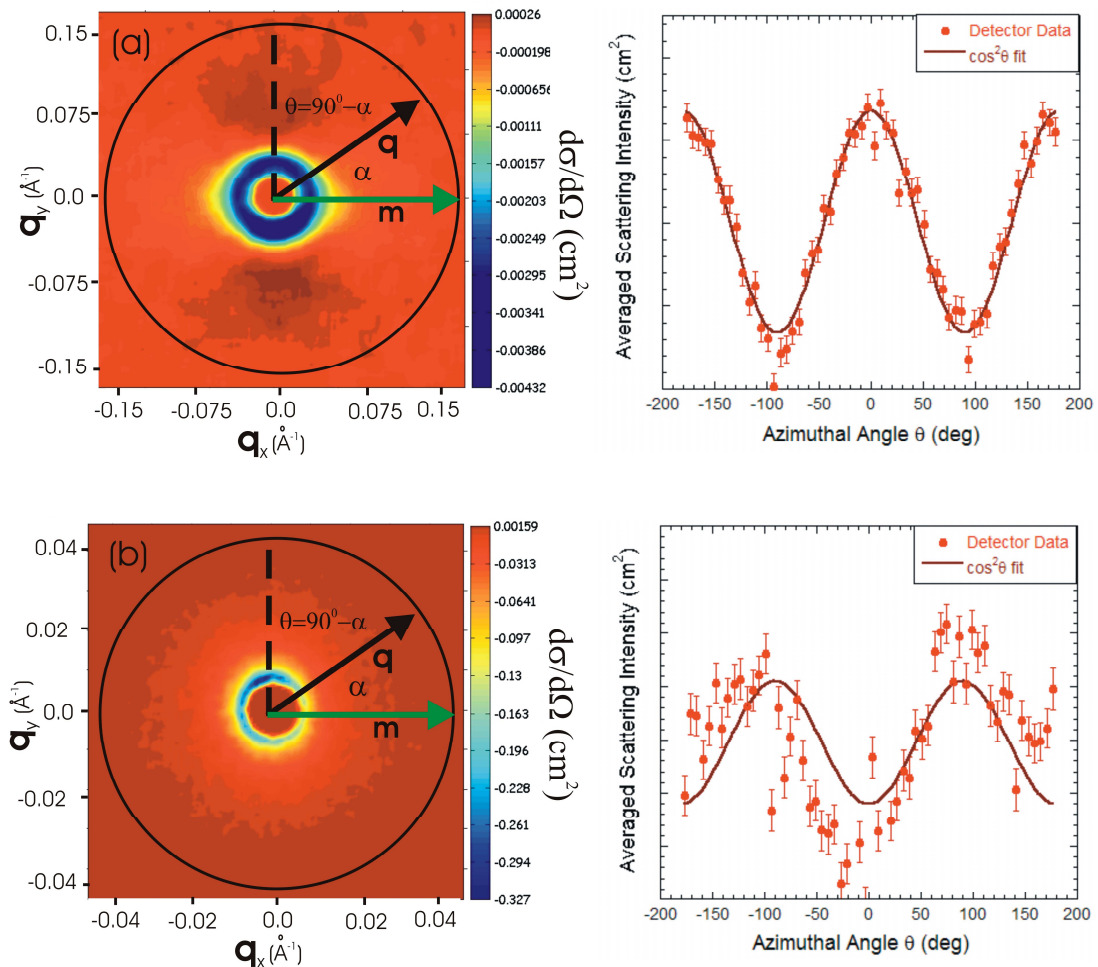 (a)
0.15
0.075
0.0
-0.075
-0.15
q_y (Å⁻¹)
-0.15 -0.075 0.0 0.075 0.15
q_x (Å⁻¹)
θ=90⁰-α
q
α
m
0.00026
-0.000198
-0.000656
-0.00111
-0.00157
-0.00203
-0.00249
-0.00295
-0.00341
-0.00386
-0.00432
dσ/dΩ (cm²)
Detector Data
cos²θ fit
Averaged Scattering Intensity (cm²)
-200 -150 -100 -50 0 50 100 150 200
Azimuthal Angle θ (deg)
(b)
0.04
0.02
0.0
-0.02
-0.04
q_y (Å⁻¹)
-0.04 -0.02 0.0 0.02 0.04
q_x (Å⁻¹)
θ=90⁰-α
q
α
m
0.00159
-0.0313
-0.0641
-0.097
-0.13
-0.163
-0.196
-0.228
-0.261
-0.294
-0.327
dσ/dΩ (cm²)
Detector Data
cos²θ fit
Averaged Scattering Intensity (cm²)
-200 -150 -100 -50 0 50 100 150 200
Azimuthal Angle θ (deg)